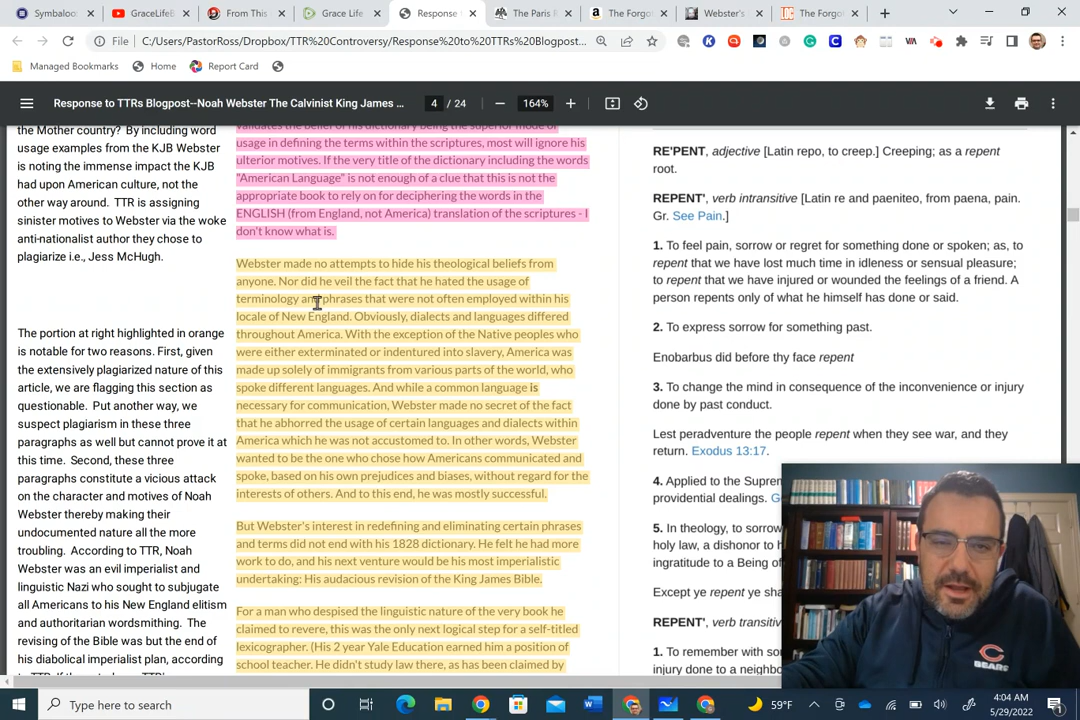 Symbaloo
GraceLifeB
From This
Grace Life
Response
The Paris R
The Forgo
Webster's
The Forgo
File
C:/Users/PastorRoss/Dropbox/TTR%20Controversy/Response%20to%20TTRs%20Blogpost...
Managed Bookmarks
Home
Report Card
Response to TTRs Blogpost--Noah Webster The Calvinist King James ...
4 / 24
164%
the Mother country? By including word
usage examples from the KJB Webster
is noting the immense impact the KJB
had upon American culture, not the
other way around. TTR is assigning
sinister motives to Webster via the woke
anti-nationalist author they chose to
plagiarize i.e., Jess McHugh.
The portion at right highlighted in orange
is notable for two reasons. First, given
the extensively plagiarized nature of this
article, we are flagging this section as
questionable. Put another way, we
suspect plagiarism in these three
paragraphs as well but cannot prove it at
this time. Second, these three
paragraphs constitute a vicious attack
on the character and motives of Noah
Webster thereby making their
undocumented nature all the more
troubling. According to TTR, Noah
Webster was an evil imperialist and
linguistic Nazi who sought to subjugate
all Americans to his New England elitism
and authoritarian wordsmithing. The
revising of the Bible was but the end of
his diabolical imperialist plan, according
validates the belief of his dictionary being the superior mode of
usage in defining the terms within the scriptures, most will ignore his
ulterior motives. If the very title of the dictionary including the words
"American Language" is not enough of a clue that this is not the
appropriate book to rely on for deciphering the words in the
ENGLISH (from England, not America) translation of the scriptures - I
don't know what is.
Webster made no attempts to hide his theological beliefs from
anyone. Nor did he veil the fact that he hated the usage of
terminology and phrases that were not often employed within his
locale of New England. Obviously, dialects and languages differed
throughout America. With the exception of the Native peoples who
were either exterminated or indentured into slavery, America was
made up solely of immigrants from various parts of the world, who
spoke different languages. And while a common language is
necessary for communication, Webster made no secret of the fact
that he abhorred the usage of certain languages and dialects within
America which he was not accustomed to. In other words, Webster
wanted to be the one who chose how Americans communicated and
spoke, based on his own prejudices and biases, without regard for the
interests of others. And to this end, he was mostly successful.
But Webster's interest in redefining and eliminating certain phrases
and terms did not end with his 1828 dictionary. He felt he had more
work to do, and his next venture would be his most imperialistic
undertaking: His audacious revision of the King James Bible.
For a man who despised the linguistic nature of the very book he
claimed to revere, this was the only next logical step for a self-titled
lexicographer. (His 2 year Yale Education earned him a position of
school teacher. He didn't study law there, as has been claimed by
RE'PENT, adjective [Latin repo, to creep.] Creeping; as a repent
root.
REPENT', verb intransitive [Latin re and paeniteo, from paena, pain.
Gr. See Pain.]
1. To feel pain, sorrow or regret for something done or spoken; as, to
repent that we have lost much time in idleness or sensual pleasure;
to repent that we have injured or wounded the feelings of a friend. A
person repents only of what he himself has done or said.
2. To express sorrow for something past.
Enobarbus did before thy face repent
3. To change the mind in consequence of the inconvenience or injury
done by past conduct.
Lest peradventure the people repent when they see war, and they
return. Exodus 13:17.
4. Applied to the Suprem
providential dealings. G
5. In theology, to sorrow
holy law, a dishonor to h
ingratitude to a Being of
Except ye repent ye sha
REPENT', verb transitiv
1. To remember with sor
injury done to a neighbo
BEARS
Type here to search
59°F
4:04 AM
5/29/2022